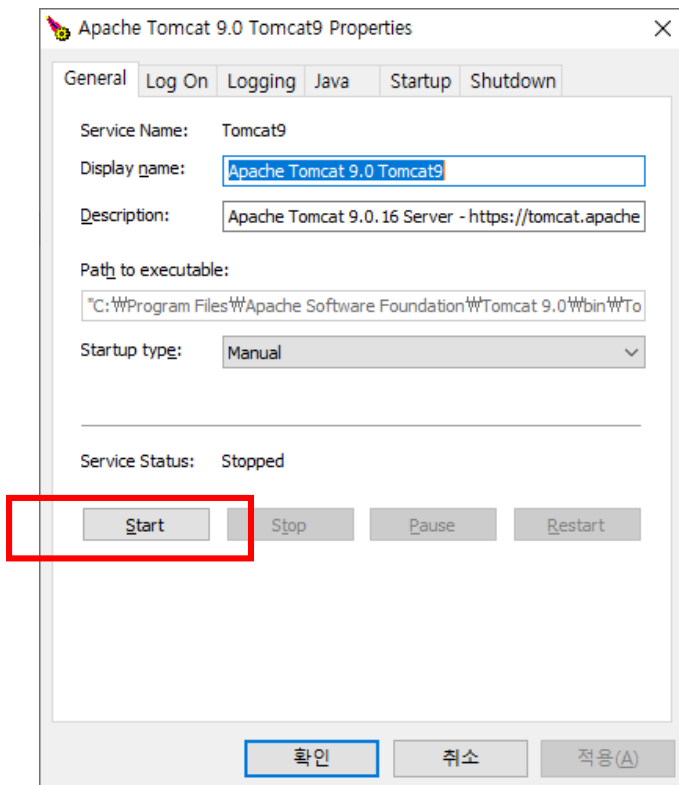 Apache Tomcat 9.0 Tomcat9 Properties
General Log On Logging Java Startup Shutdown
Service Name: Tomcat9
Display name: Apache Tomcat 9.0 Tomcat9
Description: Apache Tomcat 9.0.16 Server - https://tomcat.apache
Path to executable:
"C:₩Program Files₩Apache Software Foundation₩Tomcat 9.0₩bin₩To
Startup type: Manual
Service Status: Stopped
Start Stop Pause Restart
확인 취소 적용(A)